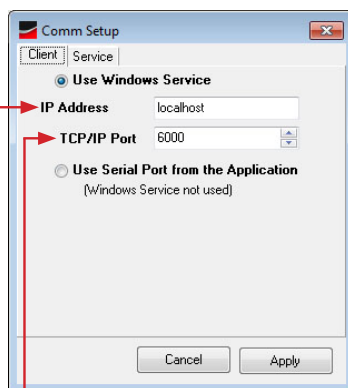 Comm Setup
Client Service
Use Windows Service
IP Address localhost
TCP/IP Port 6000
Use Serial Port from the Application
(Windows Service not used)
Cancel Apply